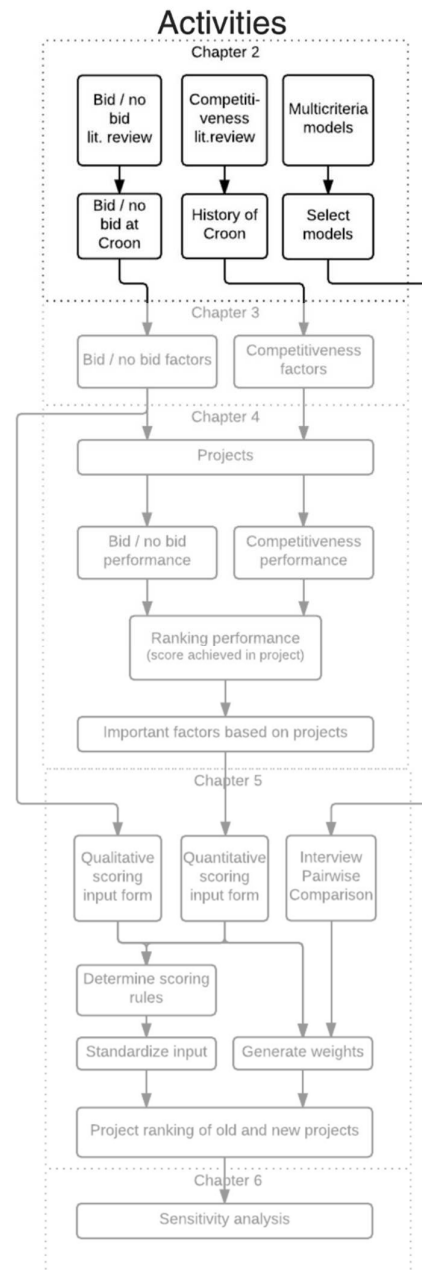 Activities
Chapter 2
Bid / no
bid
lit. review
Competiti-
veness
lit.review
Multicriteria
models
Bid / no
bid at
Croon
History of
Croon
Select
models
Chapter 3
Bid / no bid factors
Competitiveness
factors
Chapter 4
Projects
Bid / no bid
performance
Competitiveness
performance
Ranking performance
(score achieved in project)
Important factors based on projects
Chapter 5
Qualitative
scoring
input form
Quantitative
scoring
input form
Interview
Pairwise
Comparison
Determine scoring
rules
Standardize input
Generate weights
Project ranking of old and new projects
Chapter 6
Sensitivity analysis